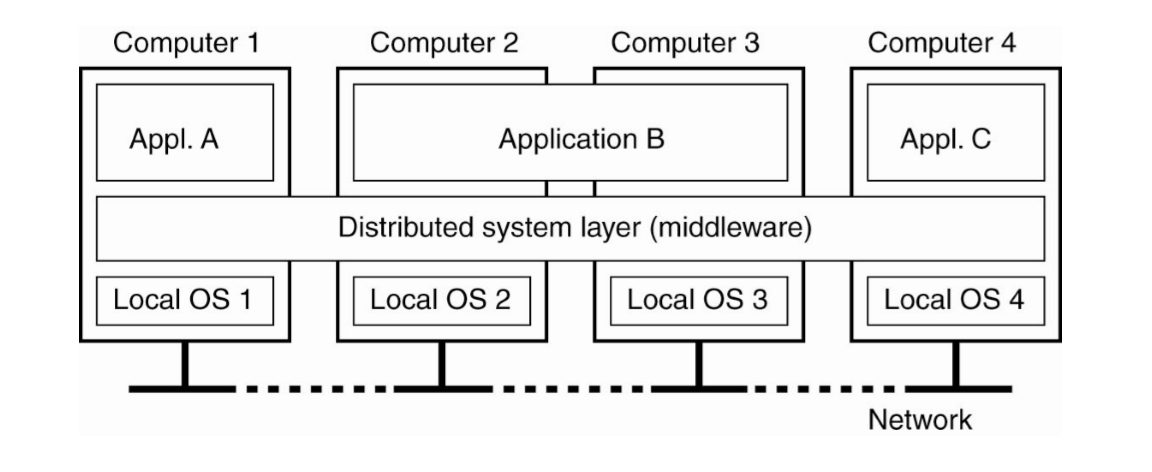 Computer 1 Computer 2 Computer 3 Computer 4
Appl. A Application B Appl. C
Distributed system layer (middleware)
Local OS 1 Local OS 2 Local OS 3 Local OS 4
Network